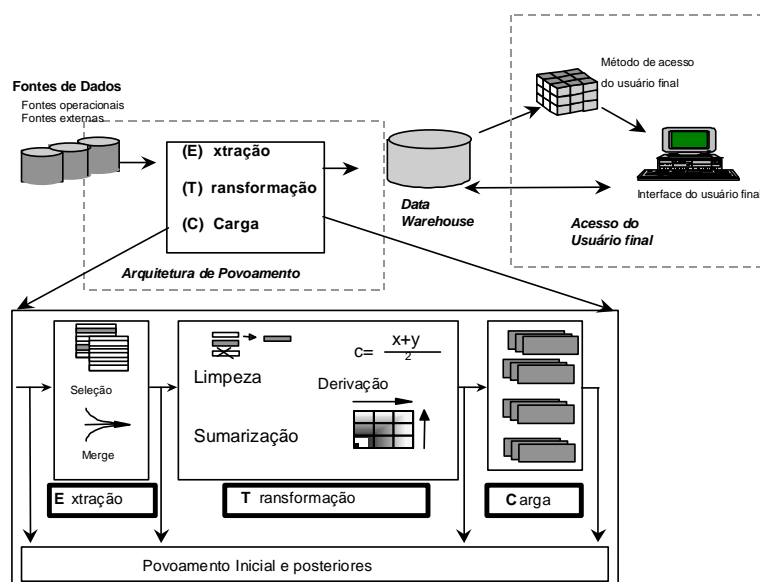 Fontes de Dados
Fontes operacionais
Fontes externas
(E) xtração
(T) ransformação
(C) Carga
Arquitetura de Povoamento
Data
Warehouse
Método de acesso
do usuário final
Interface do usuário final
Acesso do
Usuário final
Seleção
Merge
Limpeza
Sumarização
c= x+y
2
Derivação
E xtração
T ransformação
C arga
Povoamento Inicial e posteriores